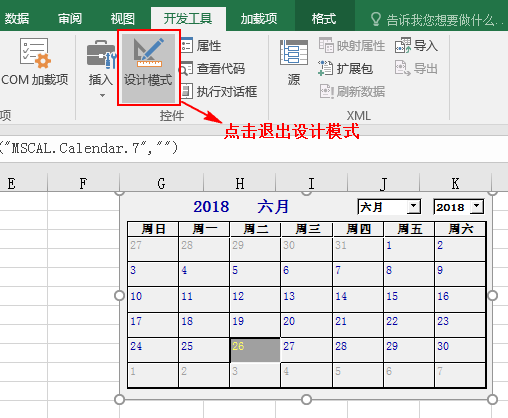 数据 审阅 视图 开发工具 加载项 格式 告诉我您想要做什么...
COM 加载项 插入 设计模式 属性 查看代码 执行对话框 源 映射属性 扩展包 刷新数据 导入 导出
项 控件 XML
点击退出设计模式
("MSCAL.Calendar.7","")
E F G H I J K
2018 六月 六月 2018
周日 周一 周二 周三 周四 周五 周六
27 28 29 30 31 1 2
3 4 5 6 7 8 9
10 11 12 13 14 15 16
17 18 19 20 21 22 23
24 25 26 27 28 29 30
1 2 3 4 5 6 7